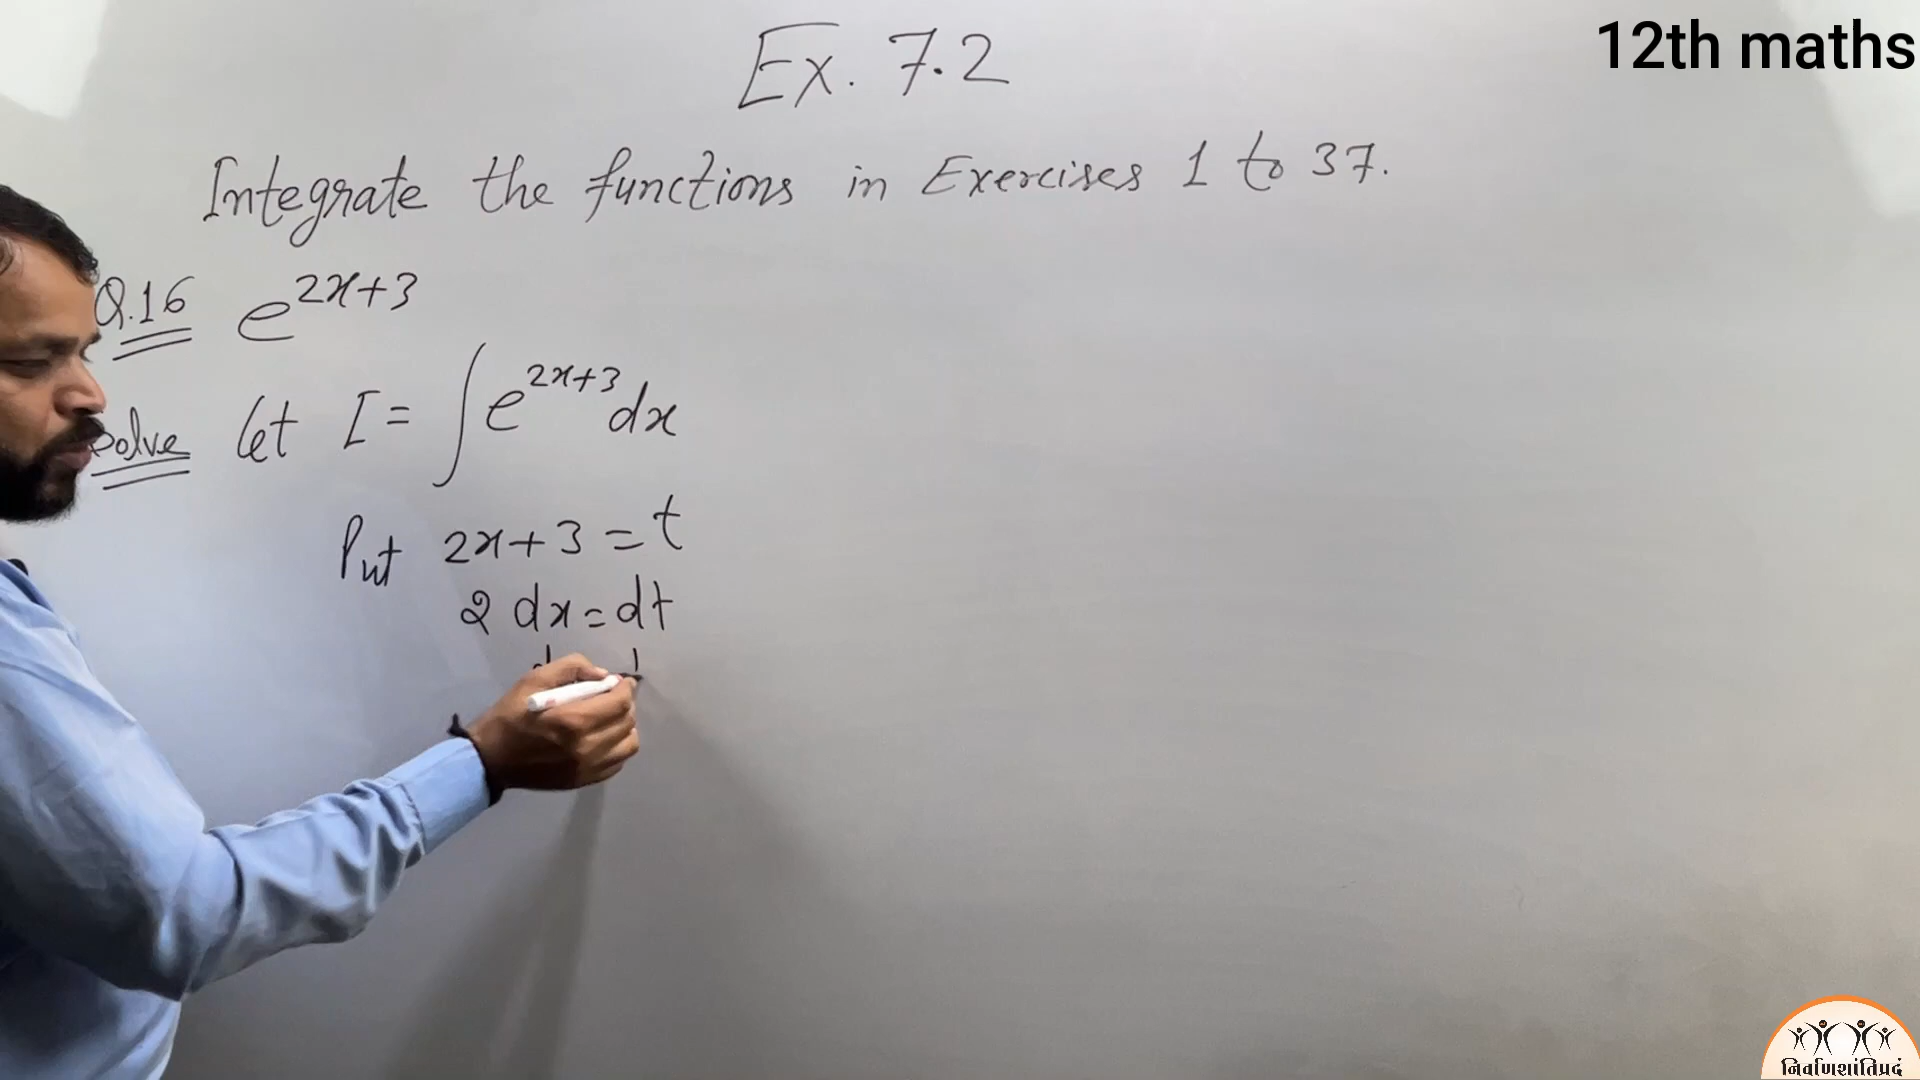 12th maths
Ex. 7.2
Integrate the functions in Exercises 1 to 37.
Q.16 e^{2x+3}
Solve Let I = ∫ e^{2x+3} dx
Put 2x+3 = t
2 dx = dt